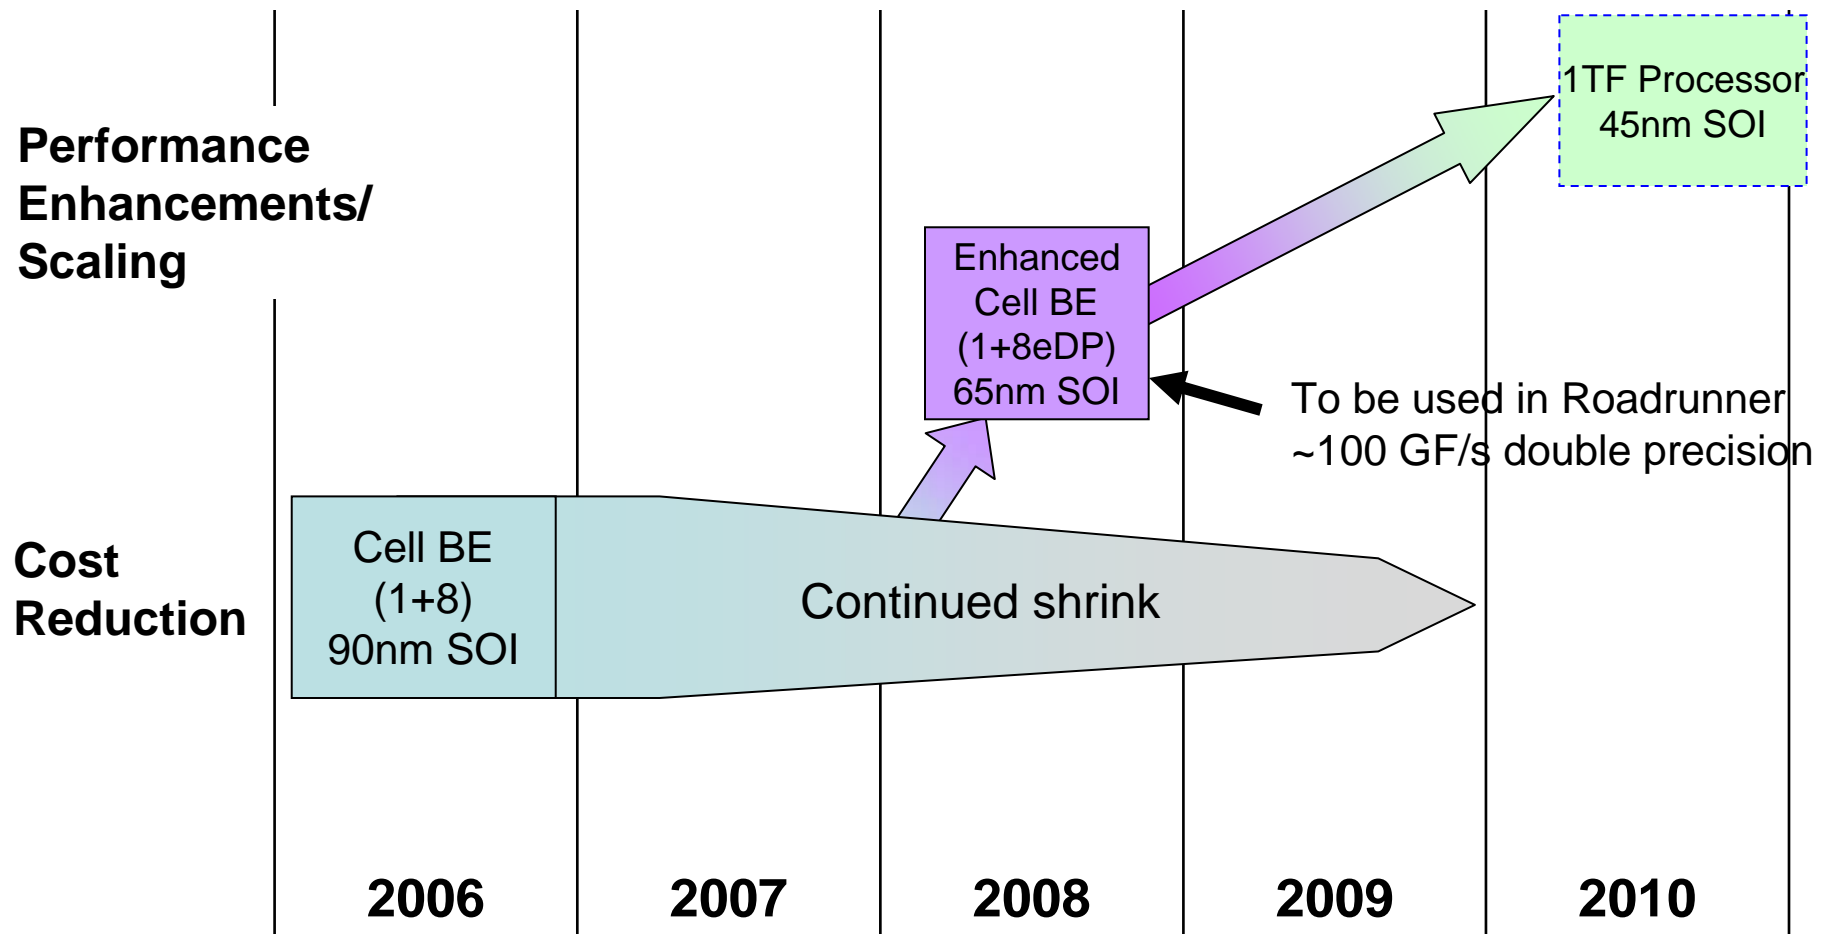 1TF Processor
45nm SOI
Performance
Enhancements/
Scaling
Enhanced
Cell BE
(1+8eDP)
65nm SOI
To be used in Roadrunner
~100 GF/s double precision
Cost
Reduction
Cell BE
(1+8)
90nm SOI
Continued shrink
2006
2007
2008
2009
2010